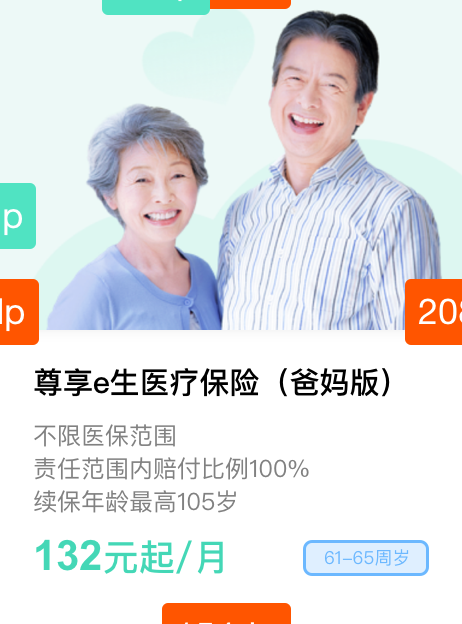 尊享e生医疗保险（爸妈版）
不限医保范围
责任范围内赔付比例100%
续保年龄最高105岁
132元起/月
61-65周岁